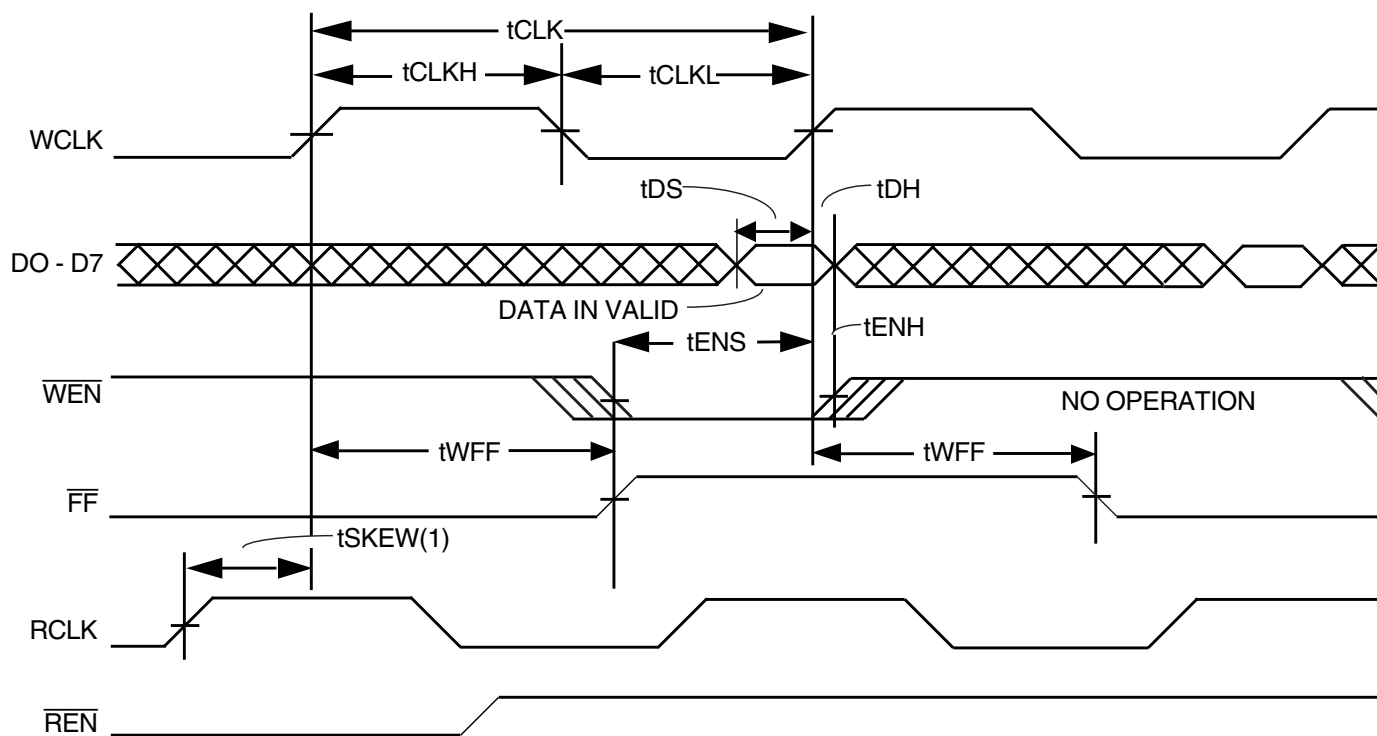 tCLK
tCLKH
tCLKL
WCLK
tDS
tDH
DO - D7
DATA IN VALID
tENS
tENH
WEN
NO OPERATION
tWFF
tWFF
FF
tSKEW(1)
RCLK
REN